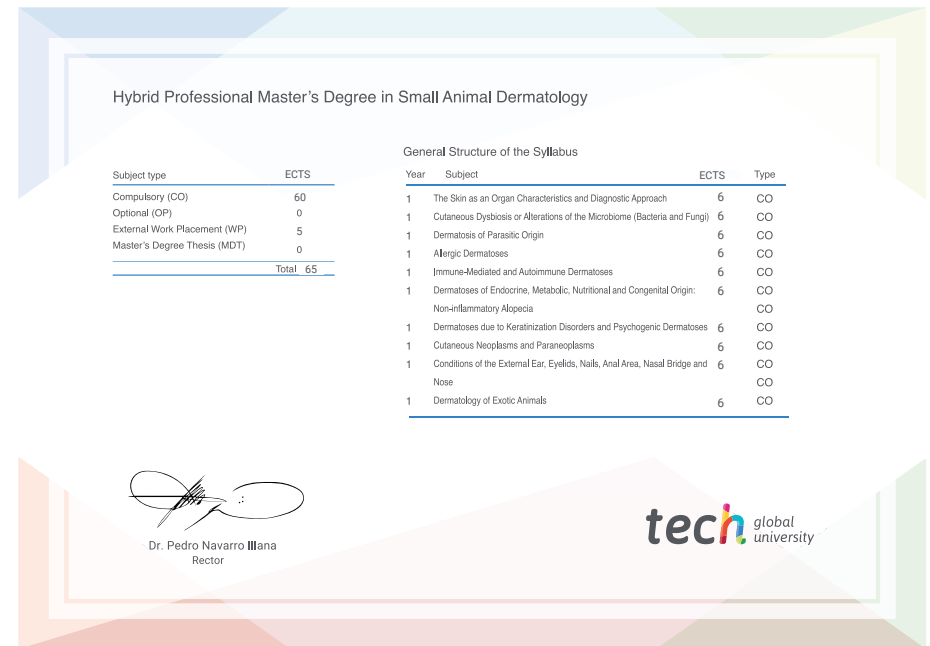 Hybrid Professional Master's Degree in Small Animal Dermatology
Subject type ECTS
Compulsory (CO) 60
Optional (OP) 0
External Work Placement (WP) 5
Master's Degree Thesis (MDT) 0
Total 65
General Structure of the Syllabus
Year Subject ECTS Type
1 The Skin as an Organ Characteristics and Diagnostic Approach 6 CO
1 Cutaneous Dysbiosis or Alterations of the Microbiome (Bacteria and Fungi) 6 CO
1 Dermatosis of Parasitic Origin 6 CO
1 Allergic Dermatoses 6 CO
1 Immune-Mediated and Autoimmune Dermatoses 6 CO
1 Dermatoses of Endocrine, Metabolic, Nutritional and Congenital Origin: 6 CO
Non-inflammatory Alopecia CO
1 Dermatoses due to Keratinization Disorders and Psychogenic Dermatoses 6 CO
1 Cutaneous Neoplasms and Paraneoplasms 6 CO
1 Conditions of the External Ear, Eyelids, Nails, Anal Area, Nasal Bridge and 6 CO
Nose CO
1 Dermatology of Exotic Animals 6 CO
Dr. Pedro Navarro Illana
Rector
tech global
university